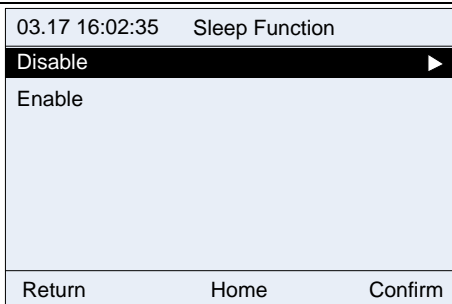 03.17 16:02:35 Sleep Function
Disable
Enable
Return Home Confirm